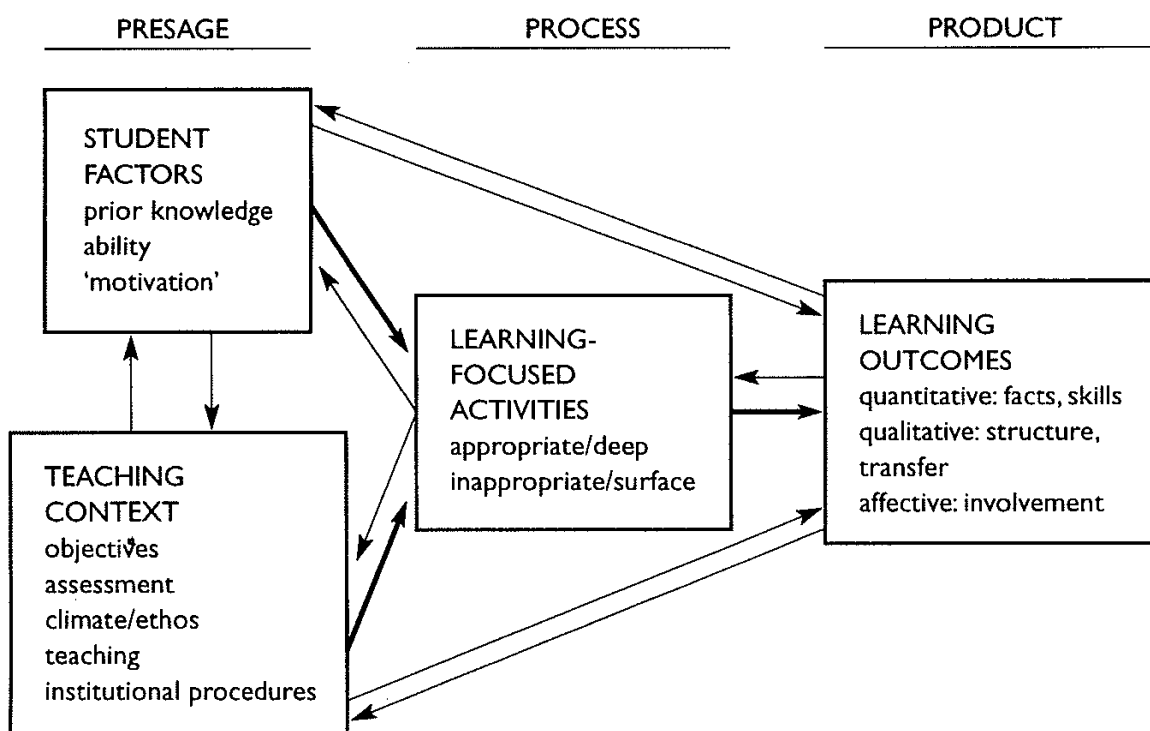 PRESAGE
PROCESS
PRODUCT
STUDENT
FACTORS
prior knowledge
ability
‘motivation’
TEACHING
CONTEXT
objectives
assessment
climate/ethos
teaching
institutional procedures
LEARNING-
FOCUSED
ACTIVITIES
appropriate/deep
inappropriate/surface
LEARNING
OUTCOMES
quantitative: facts, skills
qualitative: structure,
transfer
affective: involvement